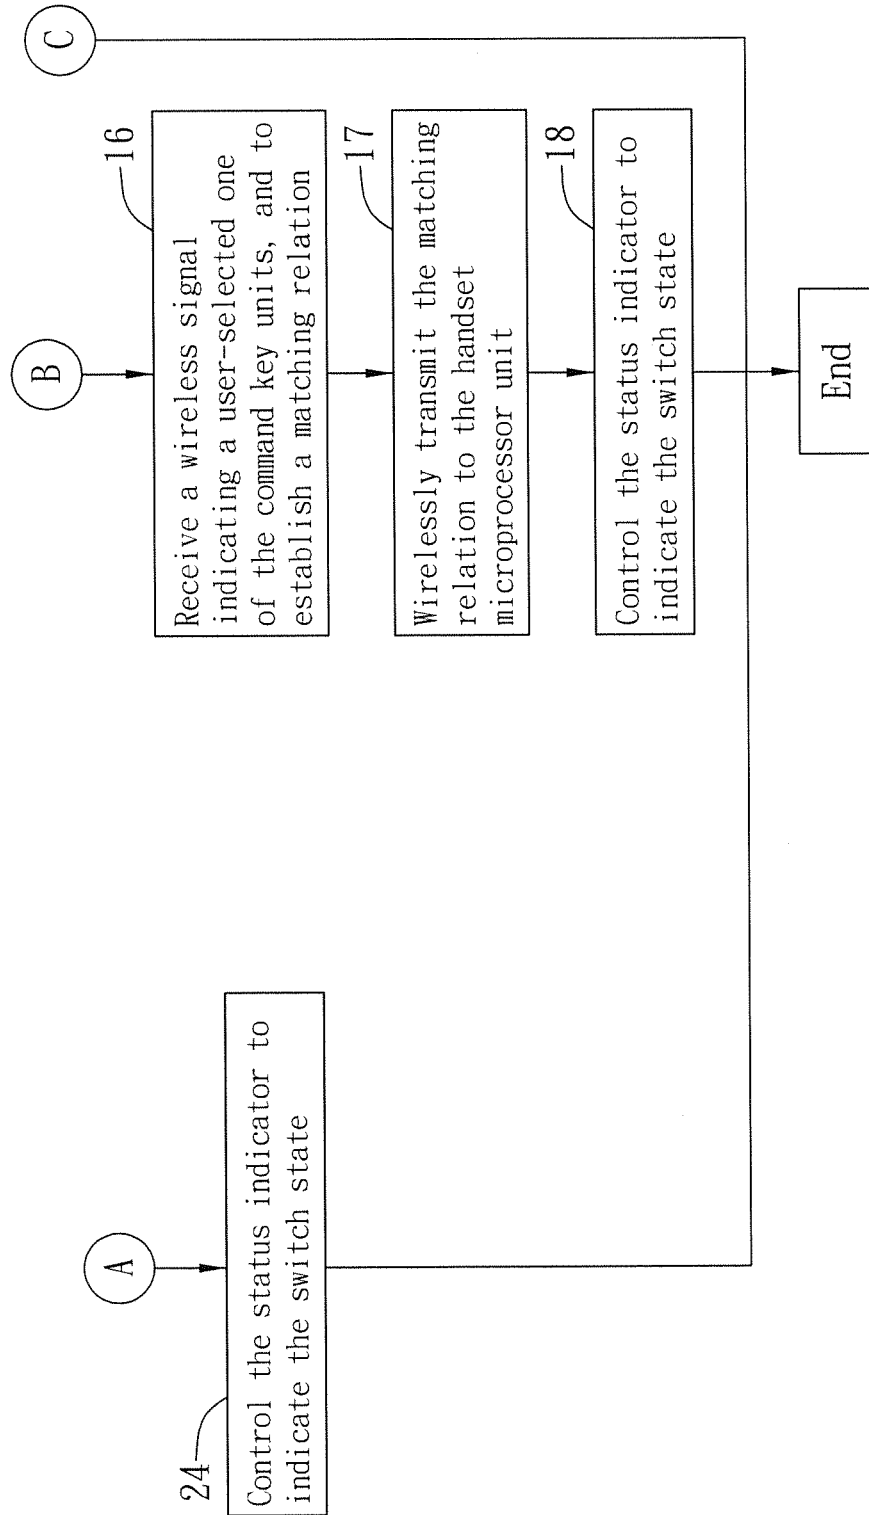 A
24
Control the status indicator to
indicate the switch state
B
16
Receive a wireless signal
indicating a user-selected one
of the command key units, and to
establish a matching relation
17
Wirelessly transmit the matching
relation to the handset
microprocessor unit
18
Control the status indicator to
indicate the switch state
C
End